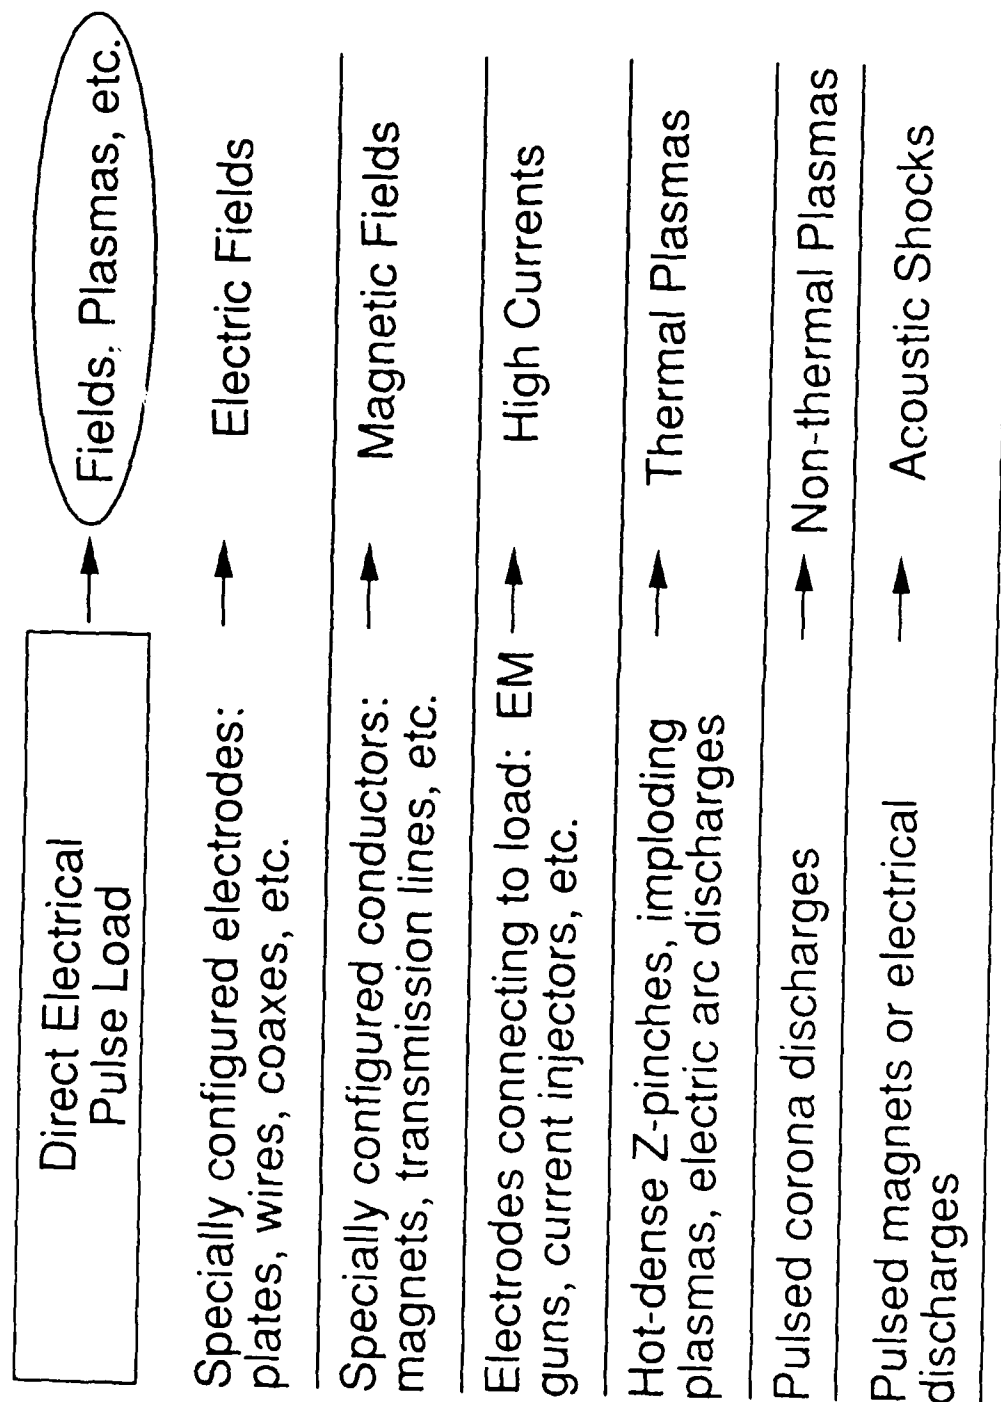 Direct Electrical
Pulse Load
Fields, Plasmas, etc.
Specially configured electrodes:
plates, wires, coaxes, etc.
Electric Fields
Specially configured conductors:
magnets, transmission lines, etc.
Magnetic Fields
Electrodes connecting to load: EM
guns, current injectors, etc.
High Currents
Hot-dense Z-pinches, imploding
plasmas, electric arc discharges
Thermal Plasmas
Pulsed corona discharges
Non-thermal Plasmas
Pulsed magnets or electrical
discharges
Acoustic Shocks